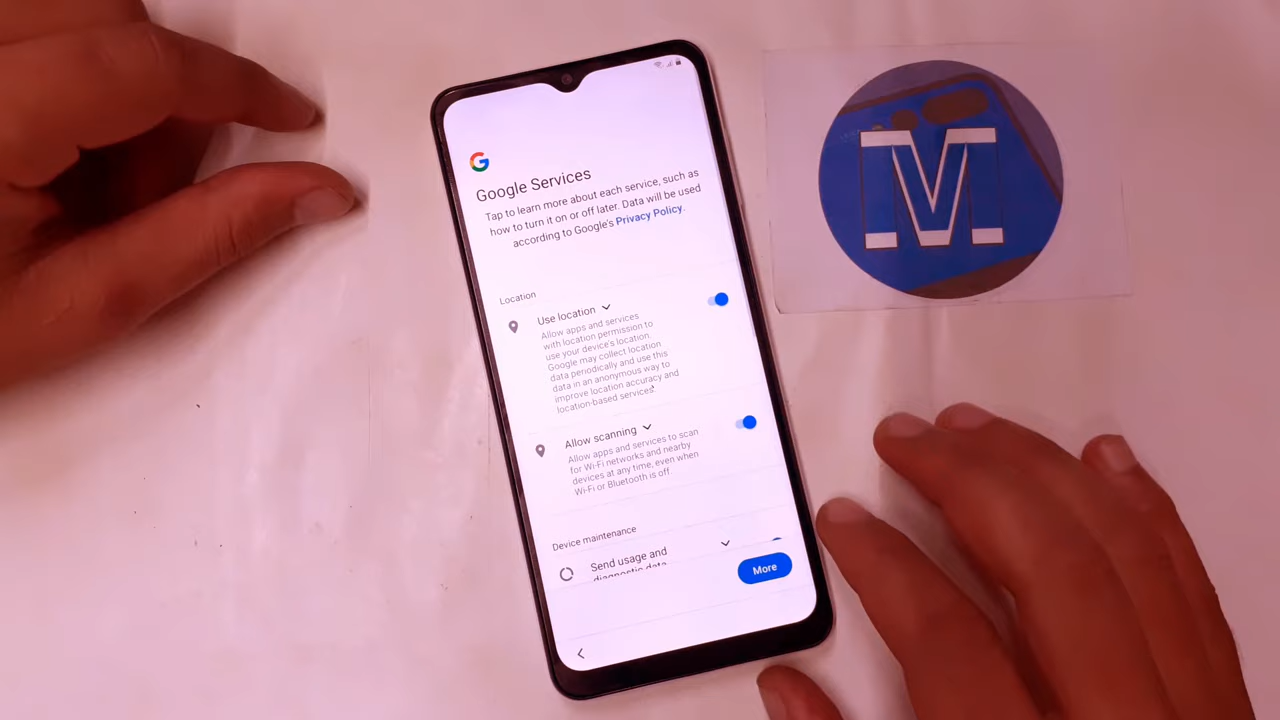 G
Google Services
Tap to learn more about each service, such as
how to turn it on or off later. Data will be used
according to Google's Privacy Policy.
Location
Use location
Allow apps and services
with location permission to
use your device's location.
Google may collect location
data periodically and use this
data in an anonymous way to
improve location accuracy and
location-based services.
Allow scanning
Allow apps and services to scan
for Wi-Fi networks and nearby
devices at any time, even when
Wi-Fi or Bluetooth is off.
Device maintenance
Send usage and
diagnostic data
More
M